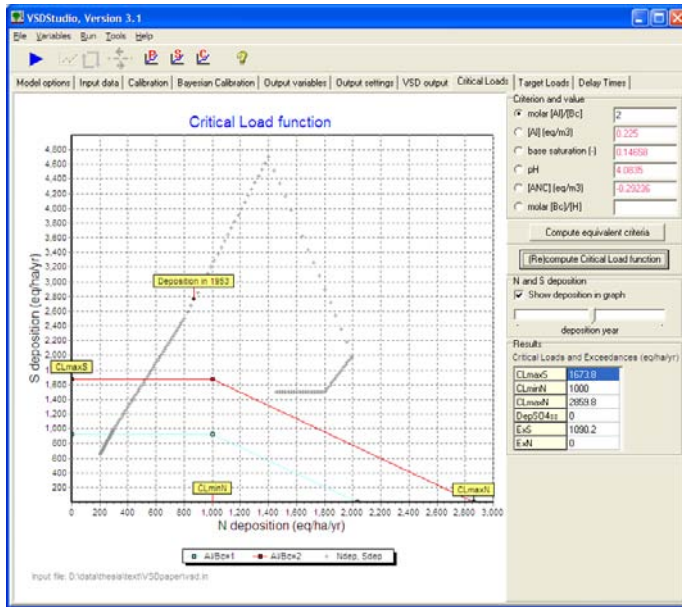 VSDStudio, Version 3.1
File Variables Run Tools Help
B S C ?
Model options Input data Calibration Bayesian Calibration Output variables Output settings VSD output Critical Loads Target Loads Delay Times
Critical Load function
S deposition (eq/ha/yr)
4,800
4,600
4,400
4,200
4,000
3,800
3,600
3,400
3,200
3,000
2,800
2,600
2,400
2,200
2,000
1,800
1,600
1,400
1,200
1,000
800
600
400
200
Deposition in 1953
CLmaxS
CLminN
CLmaxN
0 200 400 600 800 1,000 1,200 1,400 1,600 1,800 2,000 2,200 2,400 2,600 2,800 3,000
N deposition (eq/ha/yr)
Al/Bc=1 Al/Bc=2 Ndep, Sdep
Input file: D:\data\thesia\text\VSDpaper\vsd.in
Criterion and value
molar [Al]/[Bc] 2
[Al] (eq/m3) 0.225
base saturation (-) 0.14658
pH 4.0835
[ANC] (eq/m3) -0.29236
molar [Bc]/[H]
Compute equivalent criteria
(Re)compute Critical Load function
N and S deposition
Show deposition in graph
deposition year
Results
Critical Loads and Exceedances (eq/ha/yr)
CLmaxS 1673.8
CLminN 1000
CLmaxN 2859.8
DepSO4ss 0
ExS 1090.2
ExN 0